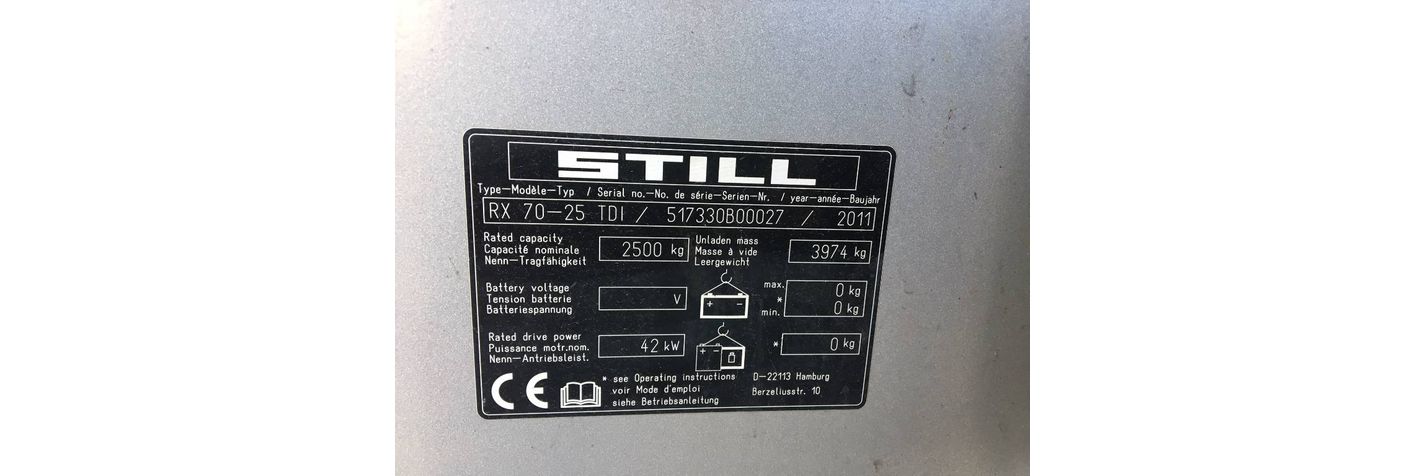 STILL
Type-Modèle-Typ / Serial no.-No. de série-Serien-Nr. / year-année-Baujahr
RX 70-25 TDI / 517330B00027 / 2011
Rated capacity
Capacité nominale
Nenn-Tragfähigkeit
2500 kg
Unladen mass
Masse à vide
Leergewicht
3974 kg
Battery voltage
Tension batterie
Batteriespannung
V
+ -
max. 0 kg
*
min. 0 kg
Rated drive power
Puissance motr.nom.
Nenn-Antriebsleist.
42 kW
+ -
* 0 kg
CE
* see Operating instructions
voir Mode d'emploi
siehe Betriebsanleitung
D-22113 Hamburg
Berzeliusstr. 10